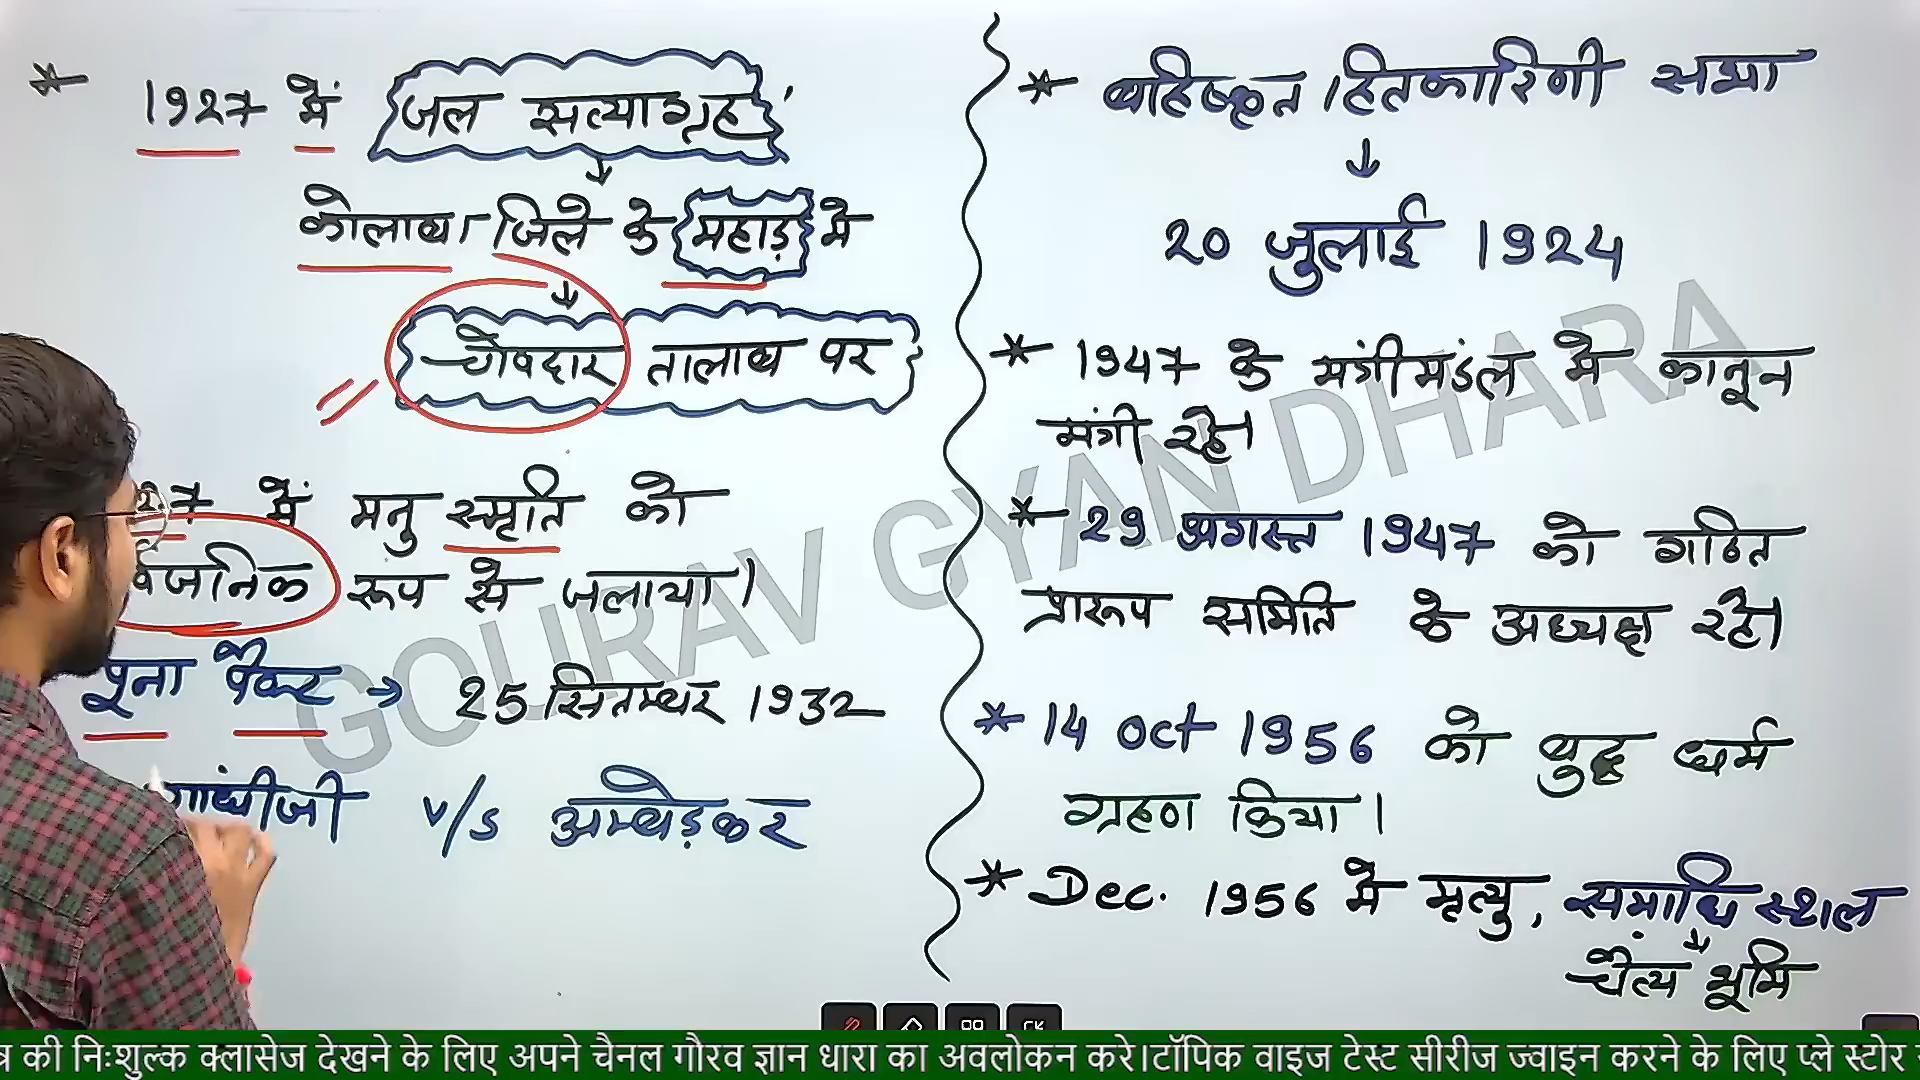 * 1927 में जल सत्याग्रह'
↓
कोलाबा जिले के महाड़ में
↓
चोवदार तालाब पर
27 में मनु स्मृति को
र्वजनिक रूप से जलाया।
पूना पैक्ट → 25 सितम्बर 1932
गांधीजी v/s अम्बेड़कर
* बहिष्कृत हितकारिणी सभा
↓
20 जुलाई 1924
* 1947 के मंत्रीमंडल में कानून
मंत्री रहे।
* 29 अगस्त 1947 को गठित
प्रारूप समिति के अध्यक्ष रहे।
* 14 Oct 1956 को बुद्ध धर्म
ग्रहण किया।
* Dec. 1956 में मृत्यु, समाधि स्थल
↓
चैत्य भूमि
GOURAV GYAN DHARA
की निःशुल्क क्लासेज देखने के लिए अपने चैनल गौरव ज्ञान धारा का अवलोकन करे।टॉपिक वाइज टेस्ट सीरीज ज्वाइन करने के लिए प्ले स्टोर